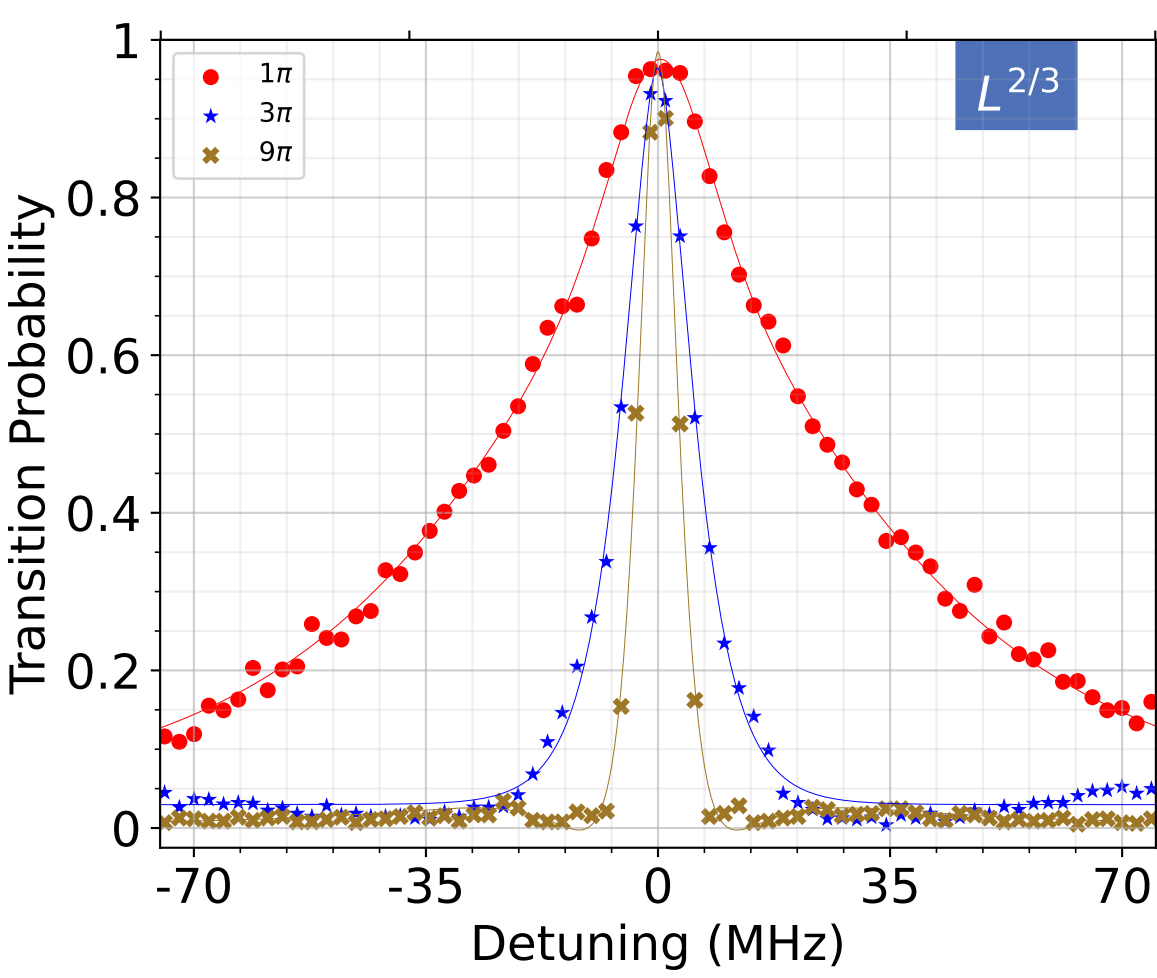 1π
3π
9π
L^{2/3}
Transition Probability
1
0.8
0.6
0.4
0.2
0
-70 -35 0 35 70
Detuning (MHz)